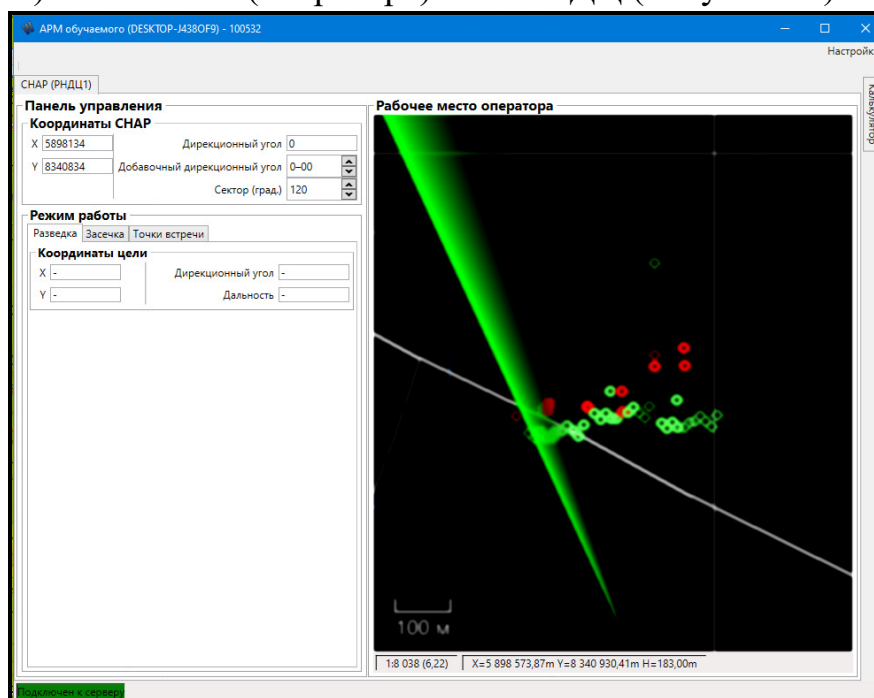 АРМ обучаемого (DESKTOP-J438OF9) - 100532
Настройк
СНАР (РНДЦ1)
Калькулятор
Панель управления
Рабочее место оператора
Координаты СНАР
X 5898134
Дирекционный угол 0
Y 8340834
Добавочный дирекционный угол 0–00
Сектор (град.) 120
Режим работы
Разведка Засечка Точки встречи
Координаты цели
X -
Дирекционный угол -
Y -
Дальность -
100 м
1:8 038 (6,22) X=5 898 573,87m Y=8 340 930,41m H=183,00m
Подключен к серверу